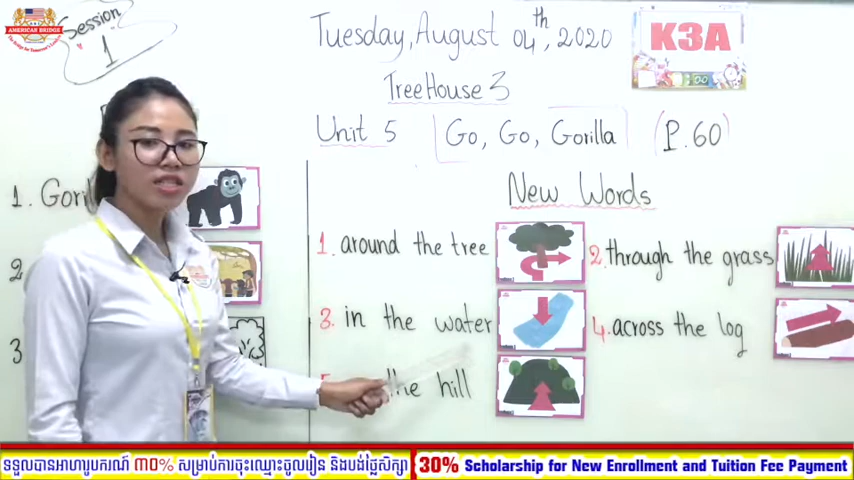 AMERICAN BRIDGE
Session 1
Tuesday, August 04th, 2020
K3A
TreeHouse 3
Unit 5 Go, Go, Gorilla (P.60)
New Words
1. Gori
2
3
1. around the tree
2. through the grass
3. in the water
4. across the log
the hill
ទទួលបានអាហារូបករណ៍ ៣០% សម្រាប់ការចុះឈ្មោះចូលរៀន និងបង់ថ្លៃសិក្សា
30% Scholarship for New Enrollment and Tuition Fee Payment